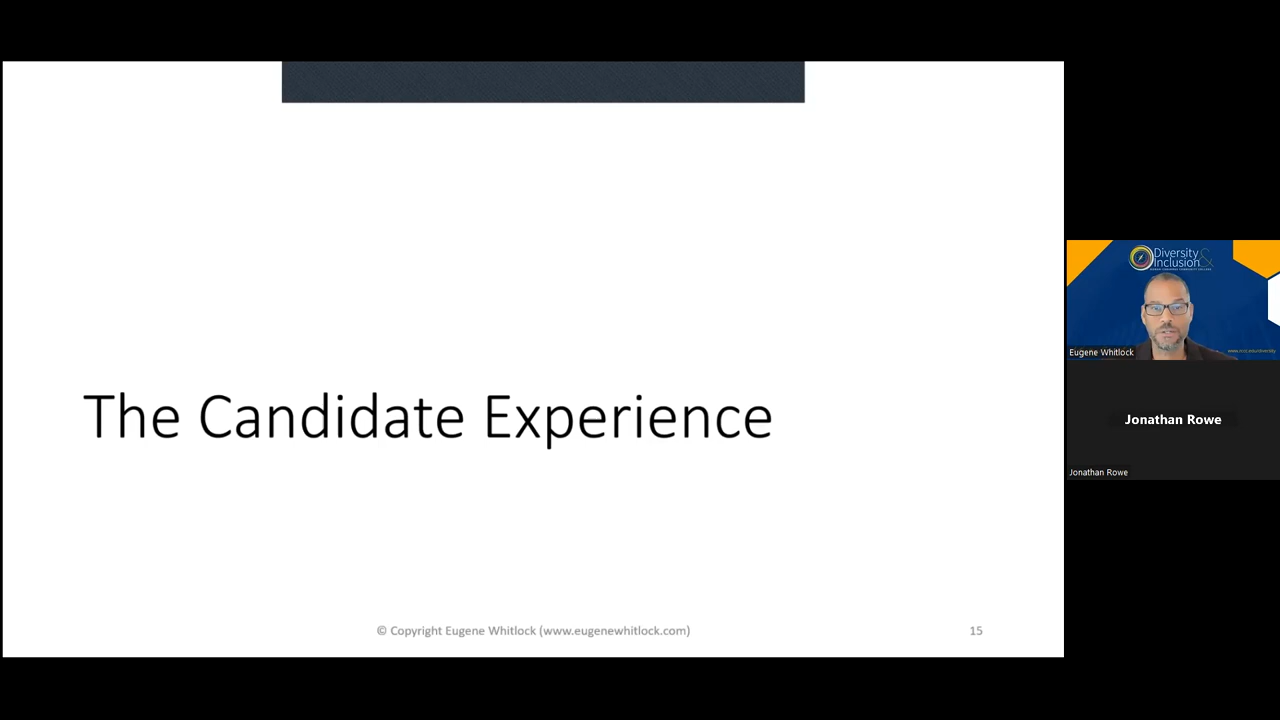 The Candidate Experience
© Copyright Eugene Whitlock (www.eugenewhitlock.com)
15
Diversity &
Inclusion
Eugene Whitlock
Jonathan Rowe
Jonathan Rowe